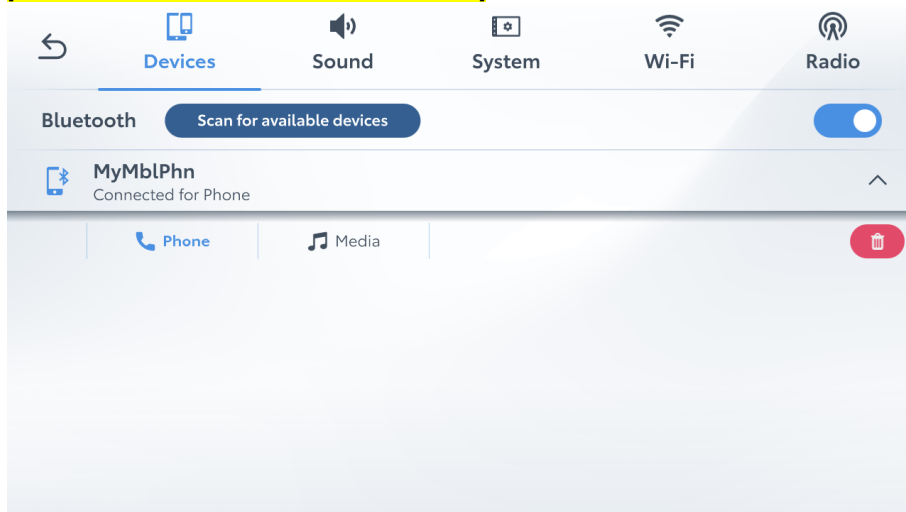 Devices
Sound
System
Wi-Fi
Radio
Bluetooth
Scan for available devices
MyMblPhn
Connected for Phone
Phone
Media